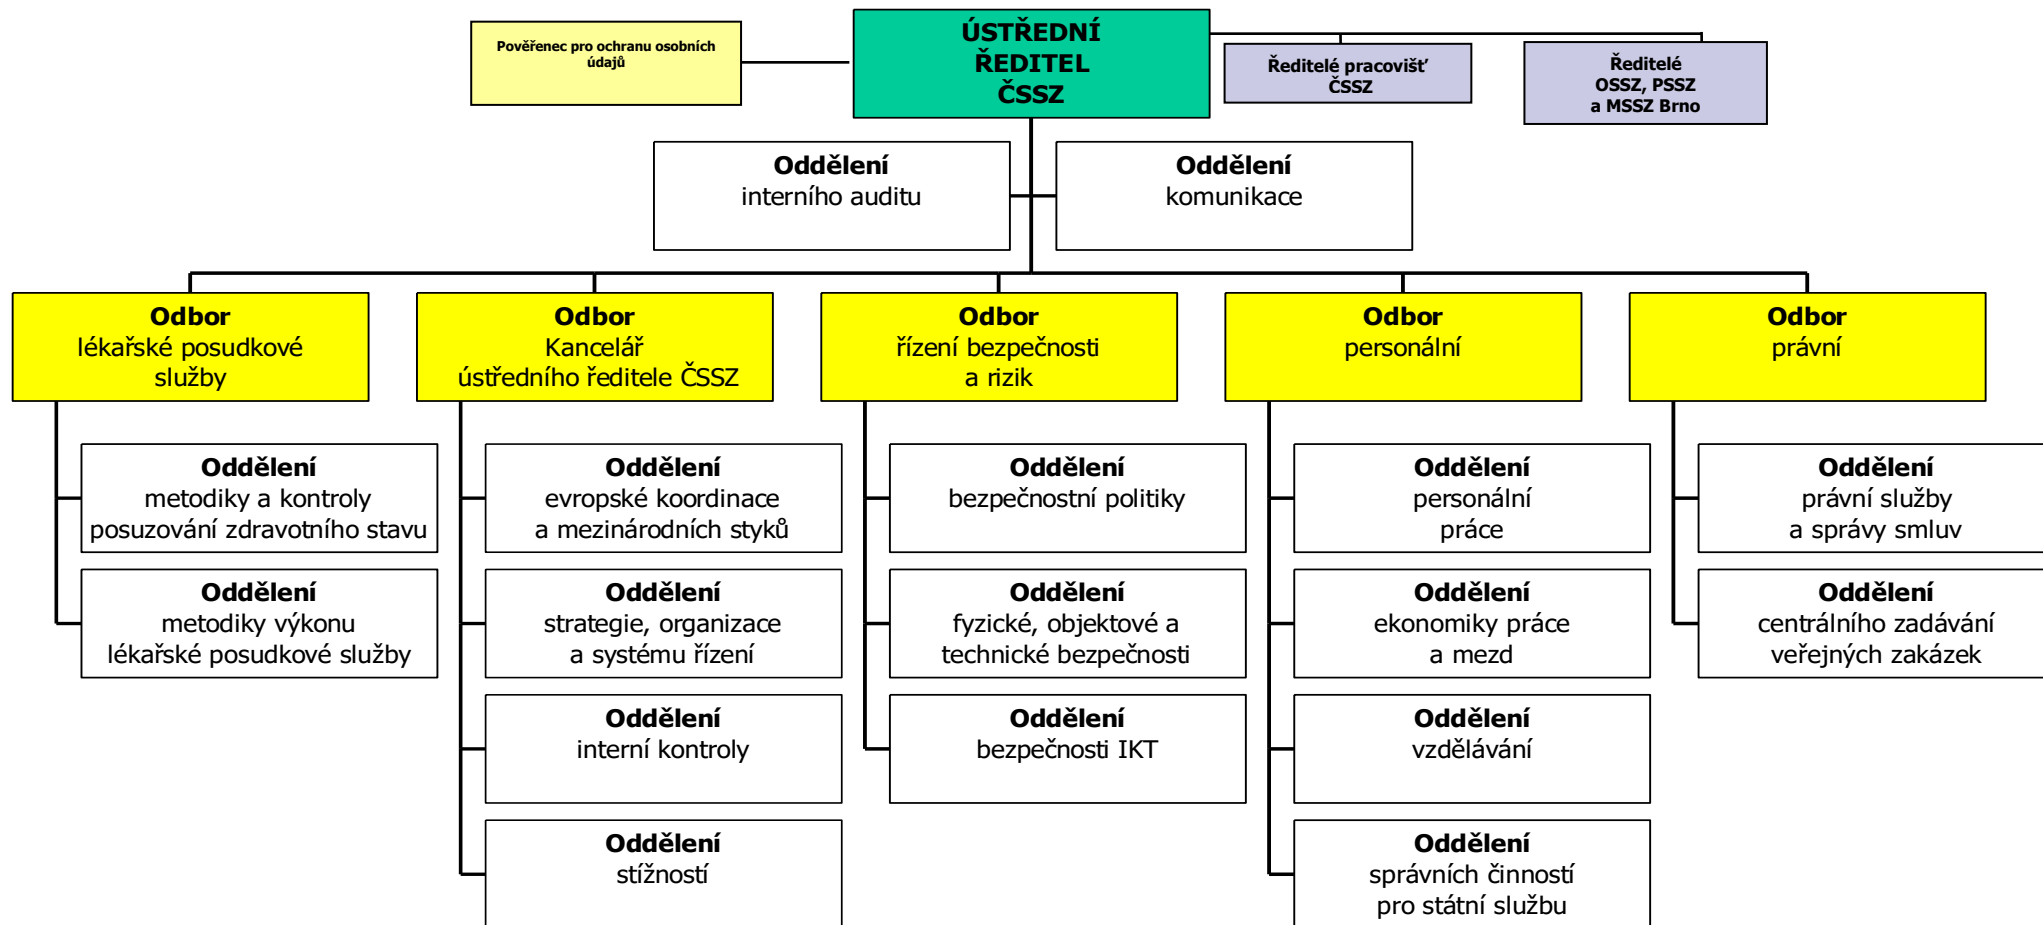 Pověřenec pro ochranu osobních
údajů
ÚSTŘEDNÍ
ŘEDITEL
ČSSZ
Ředitelé pracovišť
ČSSZ
Ředitelé
OSSZ, PSSZ
a MSSZ Brno
Oddělení
interního auditu
Oddělení
komunikace
Odbor
lékařské posudkové
služby
Odbor
Kancelář
ústředního ředitele ČSSZ
Odbor
řízení bezpečnosti
a rizik
Odbor
personální
Odbor
právní
Oddělení
metodiky a kontroly
posuzování zdravotního stavu
Oddělení
evropské koordinace
a mezinárodních styků
Oddělení
bezpečnostní politiky
Oddělení
personální
práce
Oddělení
právní služby
a správy smluv
Oddělení
metodiky výkonu
lékařské posudkové služby
Oddělení
strategie, organizace
a systému řízení
Oddělení
fyzické, objektové a
technické bezpečnosti
Oddělení
ekonomiky práce
a mezd
Oddělení
centrálního zadávání
veřejných zakázek
Oddělení
interní kontroly
Oddělení
bezpečnosti IKT
Oddělení
vzdělávání
Oddělení
stížností
Oddělení
správních činností
pro státní službu